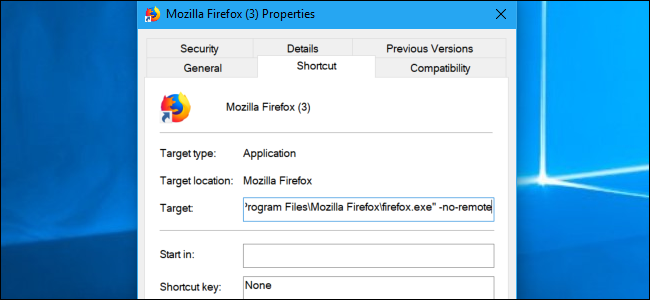 Mozilla Firefox (3) Properties
Security Details Previous Versions
General Shortcut Compatibility
Mozilla Firefox (3)
Target type: Application
Target location: Mozilla Firefox
Target: Program Files\Mozilla Firefox\firefox.exe" -no-remote
Start in:
Shortcut key: None